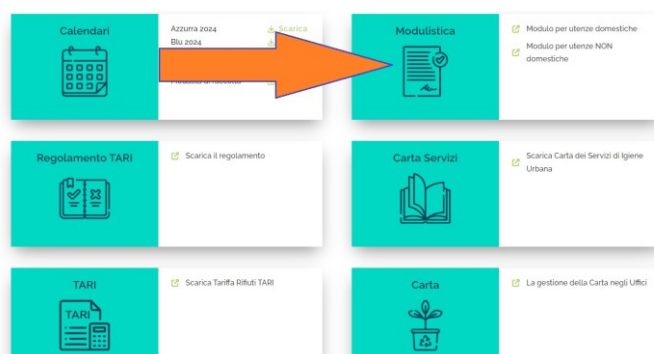 Calendari
Azzurra 2024
Scarica
Blu 2024
Modulistica
Modulo per utenze domestiche
Modulo per utenze NON
domestiche
Regolamento TARI
Scarica il regolamento
Carta Servizi
Scarica Carta dei Servizi di Igiene
Urbana
TARI
TARI
Scarica Tariffa Rifiuti TARI
Carta
La gestione della Carta negli Uffici